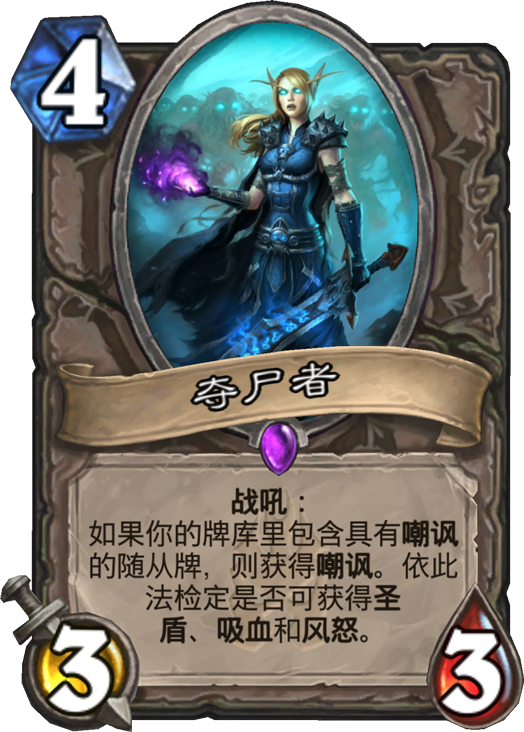 4
夺尸者
战吼：
如果你的牌库里包含具有嘲讽
的随从牌，则获得嘲讽。依此
法检定是否可获得圣
盾、吸血和风怒。
3
3